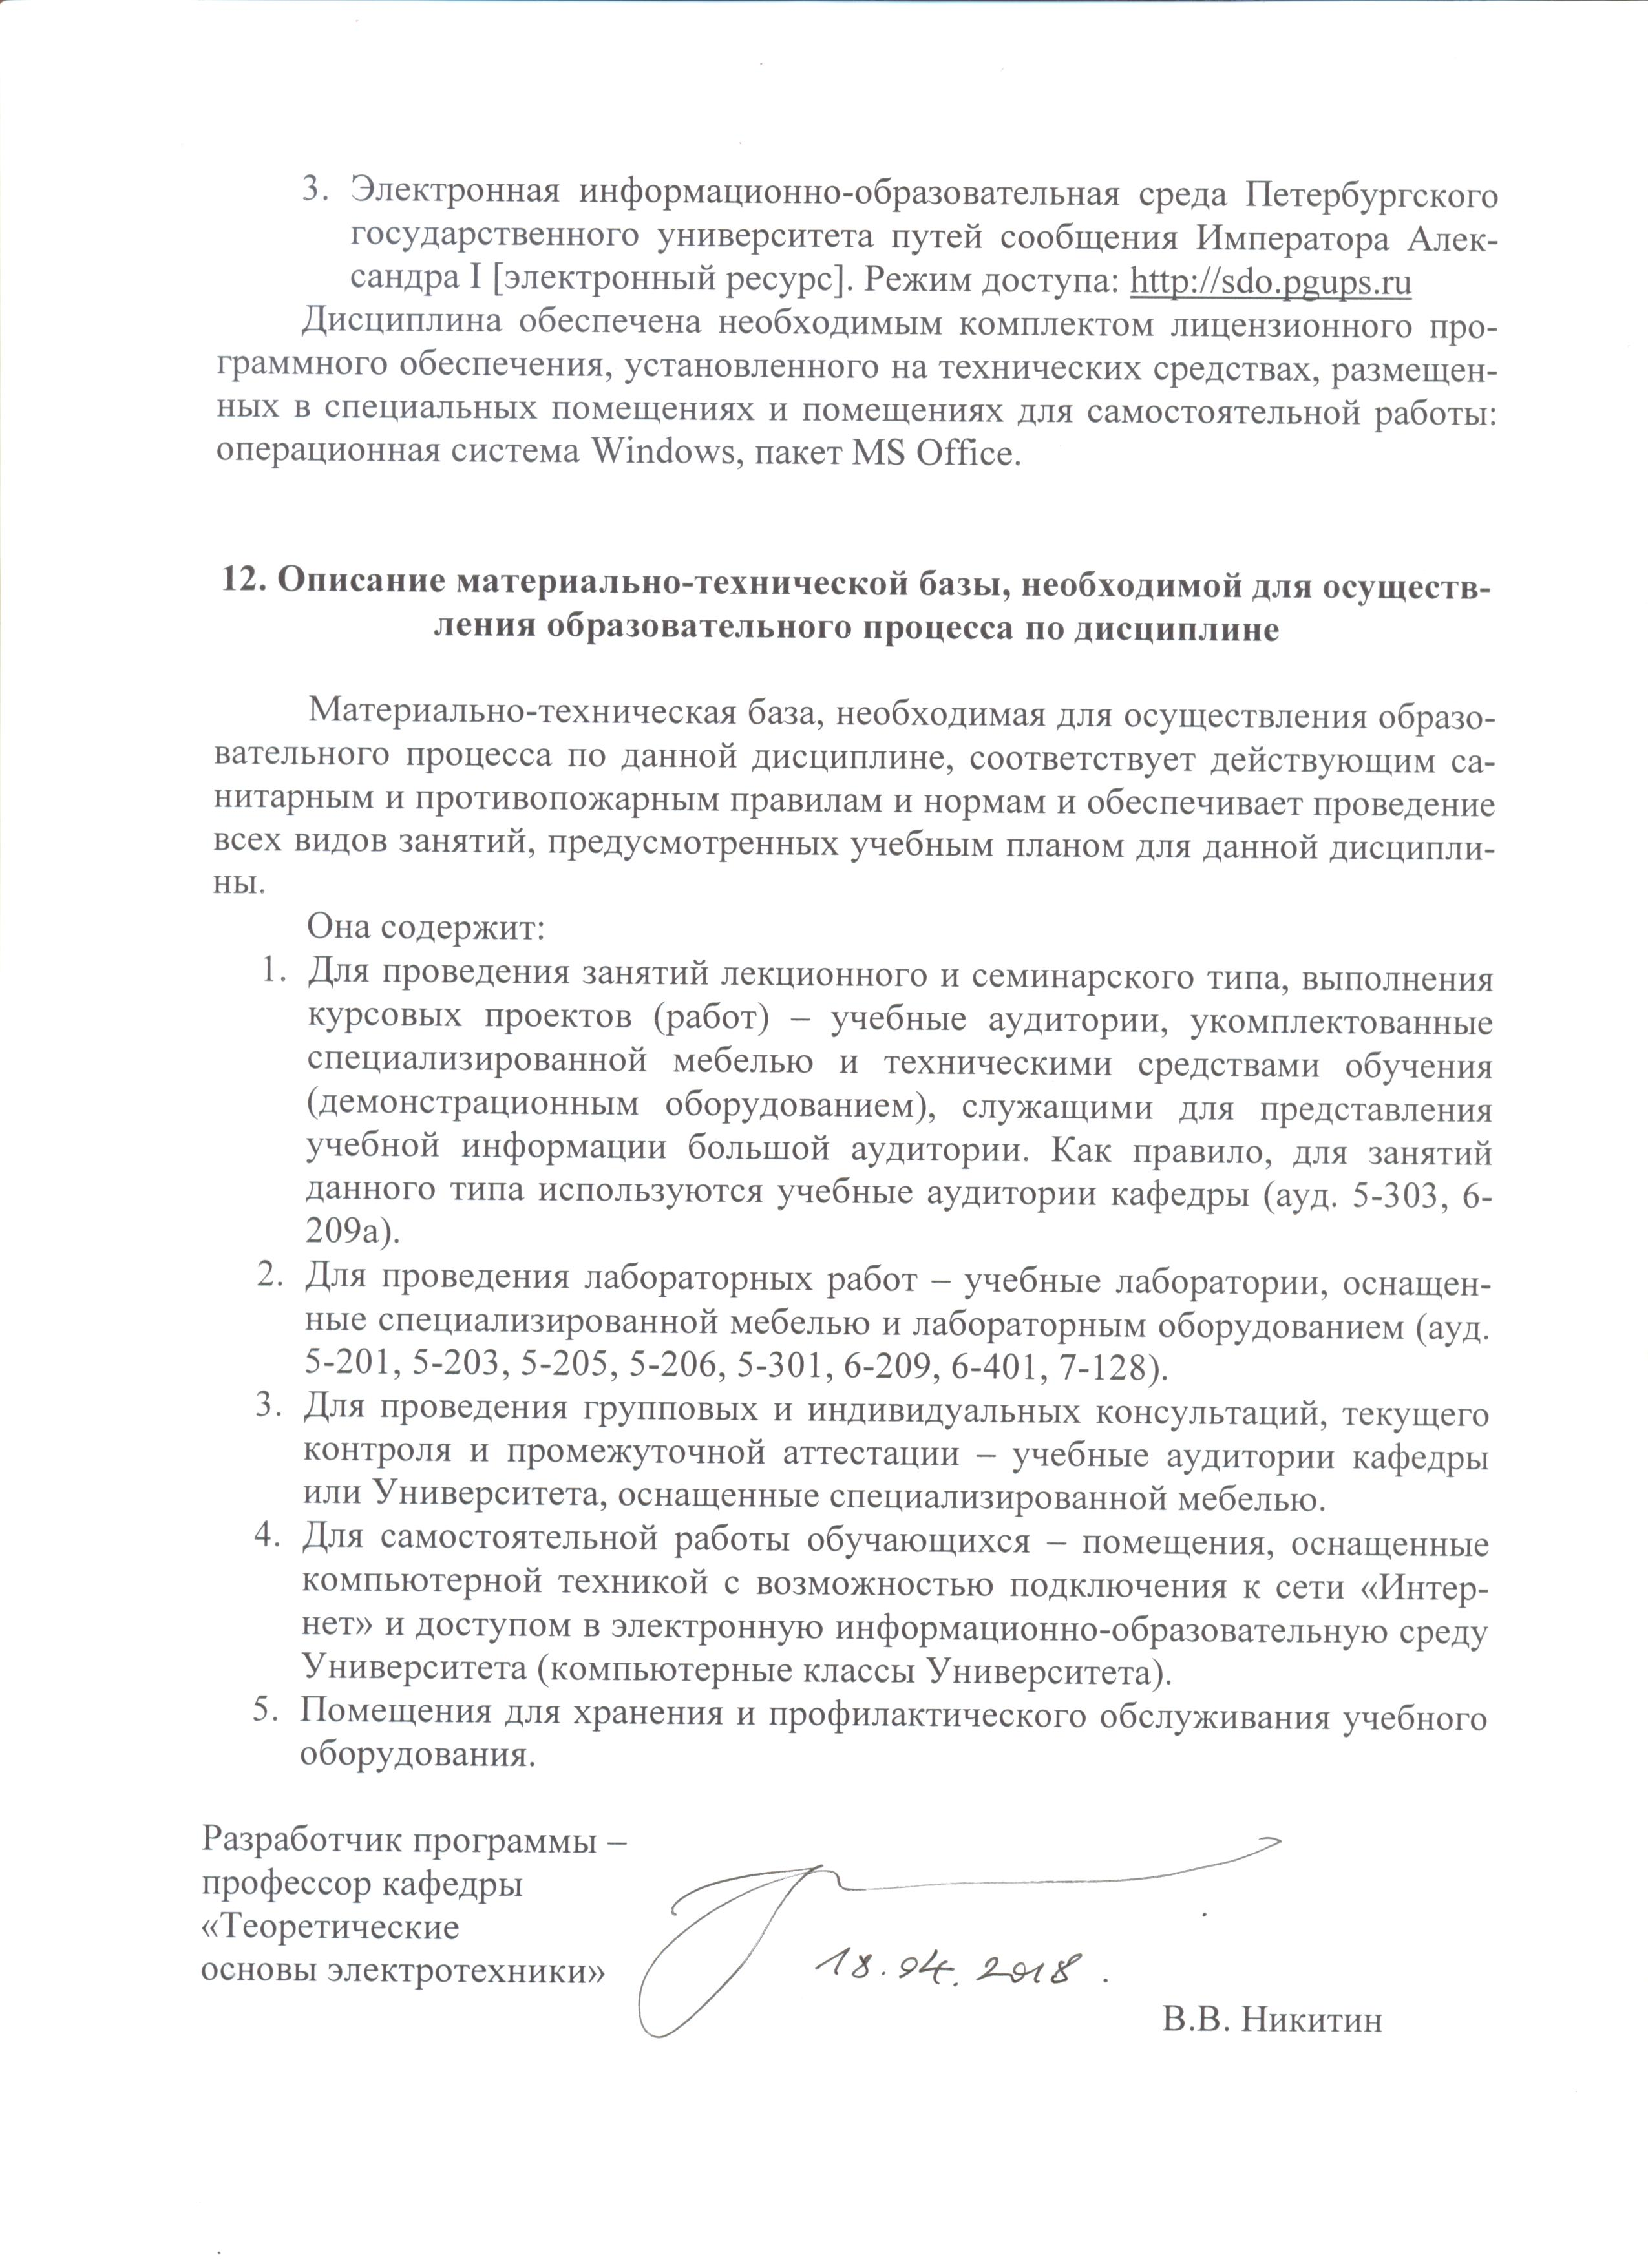 3. Электронная информационно-образовательная среда Петербургского
государственного университета путей сообщения Императора Алек-
сандра I [электронный ресурс]. Режим доступа: http://sdo.pgups.ru
Дисциплина обеспечена необходимым комплектом лицензионного про-
граммного обеспечения, установленного на технических средствах, размещен-
ных в специальных помещениях и помещениях для самостоятельной работы:
операционная система Windows, пакет MS Office.
12. Описание материально-технической базы, необходимой для осуществ-
ления образовательного процесса по дисциплине
Материально-техническая база, необходимая для осуществления образо-
вательного процесса по данной дисциплине, соответствует действующим са-
нитарным и противопожарным правилам и нормам и обеспечивает проведение
всех видов занятий, предусмотренных учебным планом для данной дисципли-
ны.
Она содержит:
1. Для проведения занятий лекционного и семинарского типа, выполнения
курсовых проектов (работ) – учебные аудитории, укомплектованные
специализированной мебелью и техническими средствами обучения
(демонстрационным оборудованием), служащими для представления
учебной информации большой аудитории. Как правило, для занятий
данного типа используются учебные аудитории кафедры (ауд. 5-303, 6-
209а).
2. Для проведения лабораторных работ – учебные лаборатории, оснащен-
ные специализированной мебелью и лабораторным оборудованием (ауд.
5-201, 5-203, 5-205, 5-206, 5-301, 6-209, 6-401, 7-128).
3. Для проведения групповых и индивидуальных консультаций, текущего
контроля и промежуточной аттестации – учебные аудитории кафедры
или Университета, оснащенные специализированной мебелью.
4. Для самостоятельной работы обучающихся – помещения, оснащенные
компьютерной техникой с возможностью подключения к сети «Интер-
нет» и доступом в электронную информационно-образовательную среду
Университета (компьютерные классы Университета).
5. Помещения для хранения и профилактического обслуживания учебного
оборудования.
Разработчик программы –
профессор кафедры
«Теоретические
основы электротехники»
18.04.2018.
В.В. Никитин